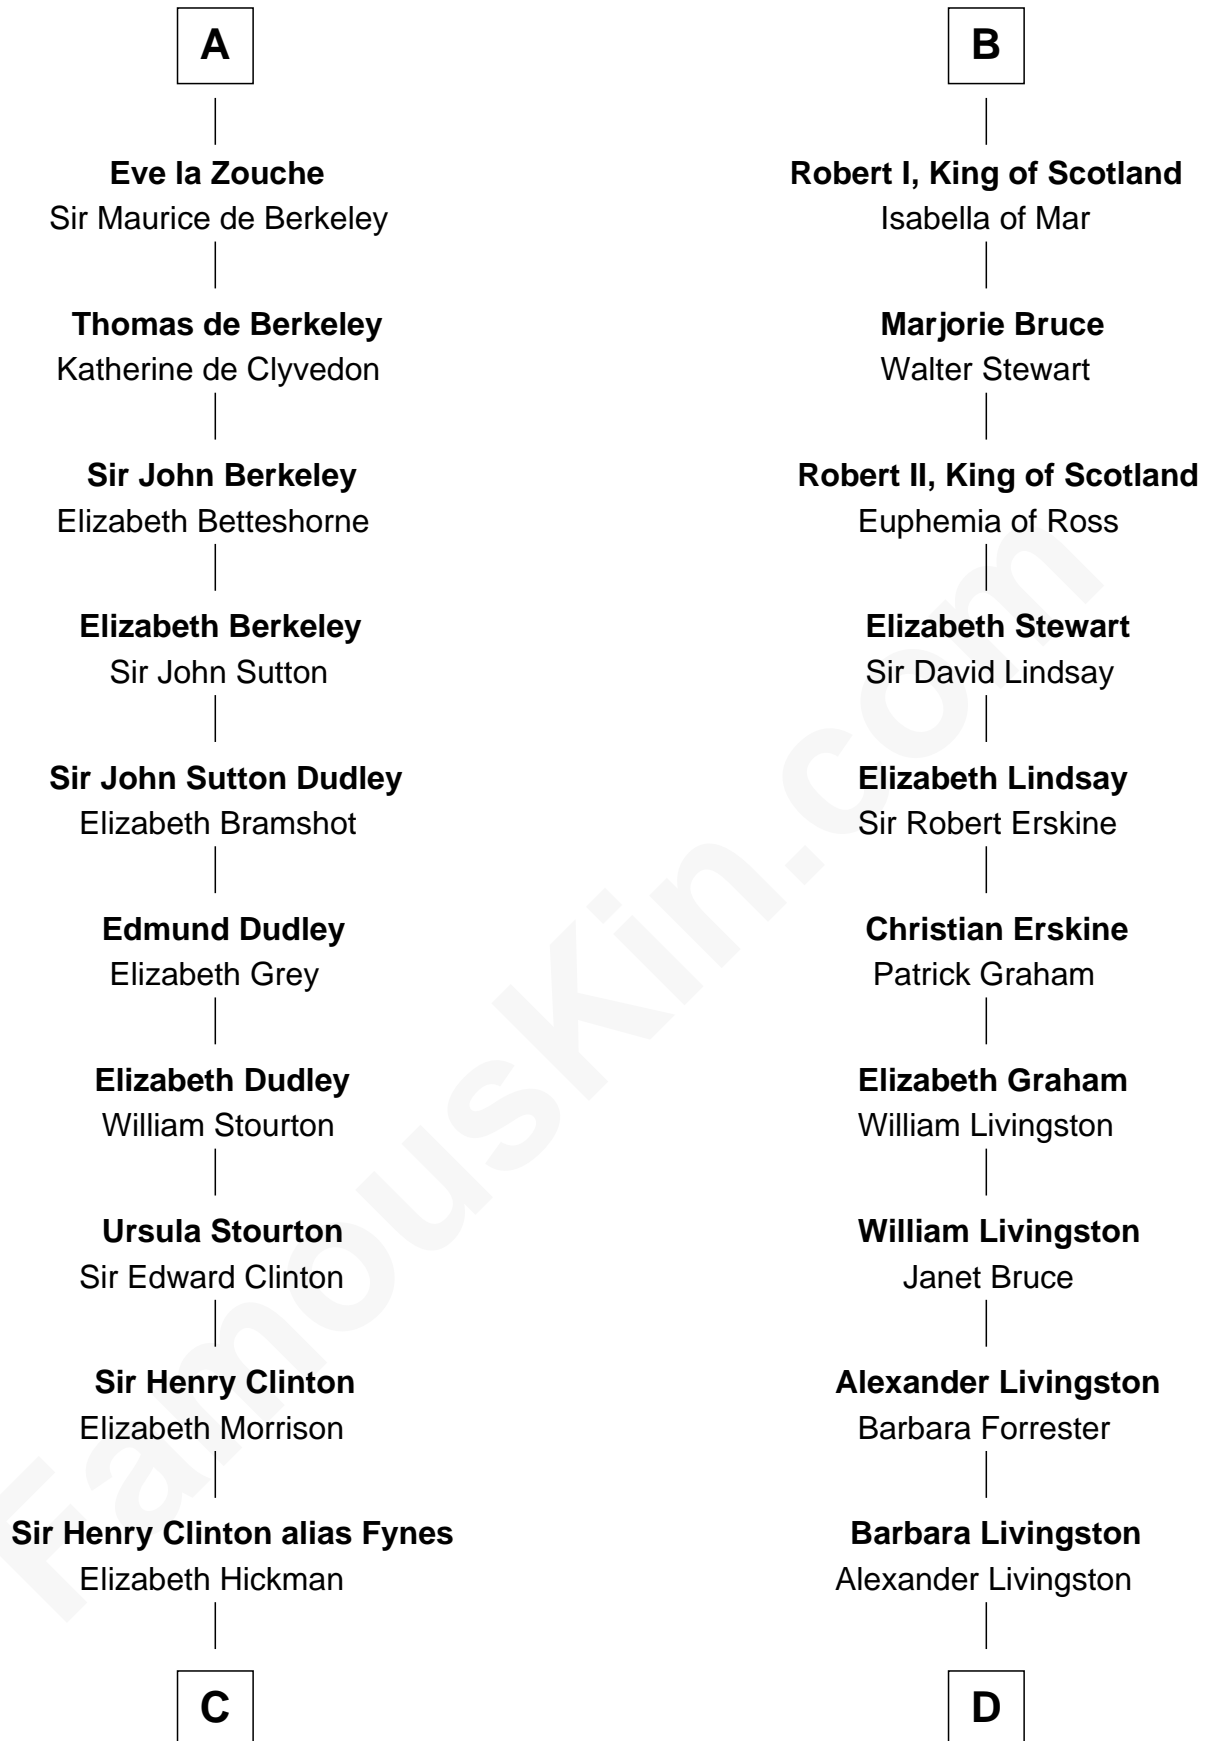 A
Eve la Zouche
Sir Maurice de Berkeley
Thomas de Berkeley
Katherine de Clyvedon
Sir John Berkeley
Elizabeth Betteshorne
Elizabeth Berkeley
Sir John Sutton
Sir John Sutton Dudley
Elizabeth Bramshot
Edmund Dudley
Elizabeth Grey
Elizabeth Dudley
William Stourton
Ursula Stourton
Sir Edward Clinton
Sir Henry Clinton
Elizabeth Morrison
Sir Henry Clinton alias Fynes
Elizabeth Hickman
C
B
Robert I, King of Scotland
Isabella of Mar
Marjorie Bruce
Walter Stewart
Robert II, King of Scotland
Euphemia of Ross
Elizabeth Stewart
Sir David Lindsay
Elizabeth Lindsay
Sir Robert Erskine
Christian Erskine
Patrick Graham
Elizabeth Graham
William Livingston
William Livingston
Janet Bruce
Alexander Livingston
Barbara Forrester
Barbara Livingston
Alexander Livingston
D
FamousKin.com